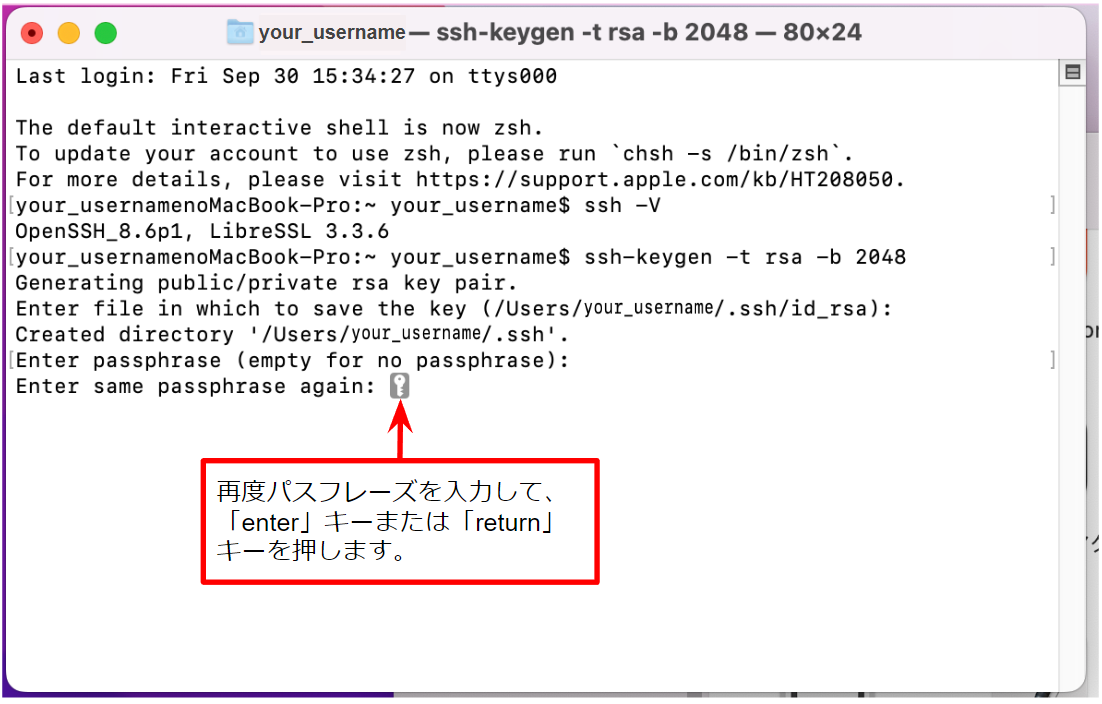 your_username — ssh-keygen -t rsa -b 2048 — 80×24
Last login: Fri Sep 30 15:34:27 on ttys000
The default interactive shell is now zsh.
To update your account to use zsh, please run `chsh -s /bin/zsh`.
For more details, please visit https://support.apple.com/kb/HT208050.
[your_usernamenoMacBook-Pro:~ your_username$ ssh -V ]
OpenSSH_8.6p1, LibreSSL 3.3.6
[your_usernamenoMacBook-Pro:~ your_username$ ssh-keygen -t rsa -b 2048 ]
Generating public/private rsa key pair.
Enter file in which to save the key (/Users/your_username/.ssh/id_rsa):
Created directory '/Users/your_username/.ssh'.
[Enter passphrase (empty for no passphrase): ]
Enter same passphrase again:
再度パスフレーズを入力して、
「enter」キーまたは「return」
キーを押します。